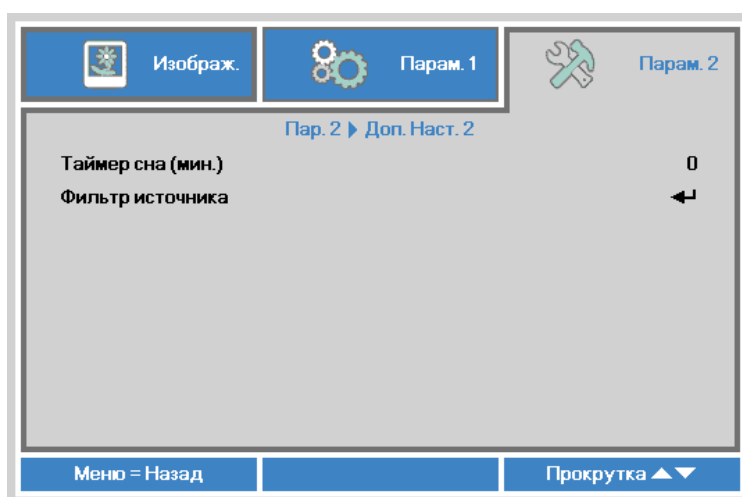 Изображ.
Парам. 1
Парам. 2
Пар. 2 ▶ Доп. Наст. 2
Таймер сна (мин.) 0
Фильтр источника
Меню = Назад
Прокрутка ▲▼